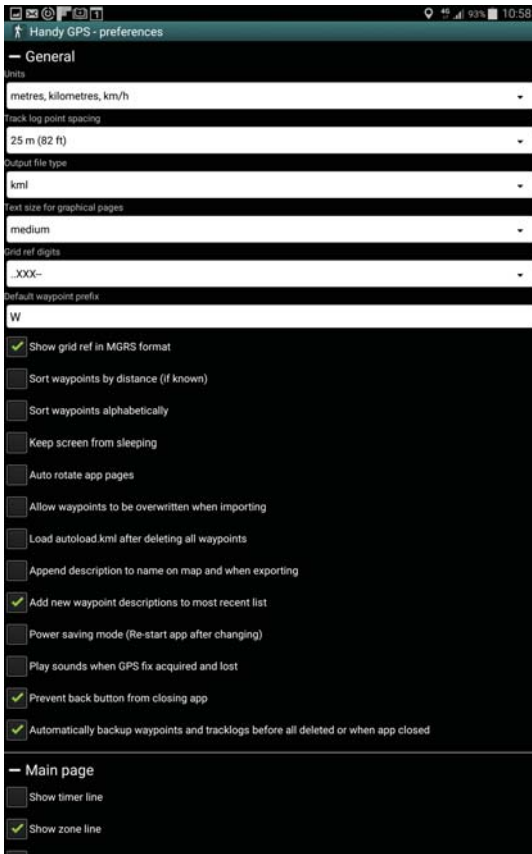 1 4G 93% 10:58
Handy GPS - preferences
– General
Units
metres, kilometres, km/h
Track log point spacing
25 m (82 ft)
Output file type
kml
Text size for graphical pages
medium
Grid ref digits
..XXX--
Default waypoint prefix
W
Show grid ref in MGRS format
Sort waypoints by distance (if known)
Sort waypoints alphabetically
Keep screen from sleeping
Auto rotate app pages
Allow waypoints to be overwritten when importing
Load autoload.kml after deleting all waypoints
Append description to name on map and when exporting
Add new waypoint descriptions to most recent list
Power saving mode (Re-start app after changing)
Play sounds when GPS fix acquired and lost
Prevent back button from closing app
Automatically backup waypoints and tracklogs before all deleted or when app closed
– Main page
Show timer line
Show zone line